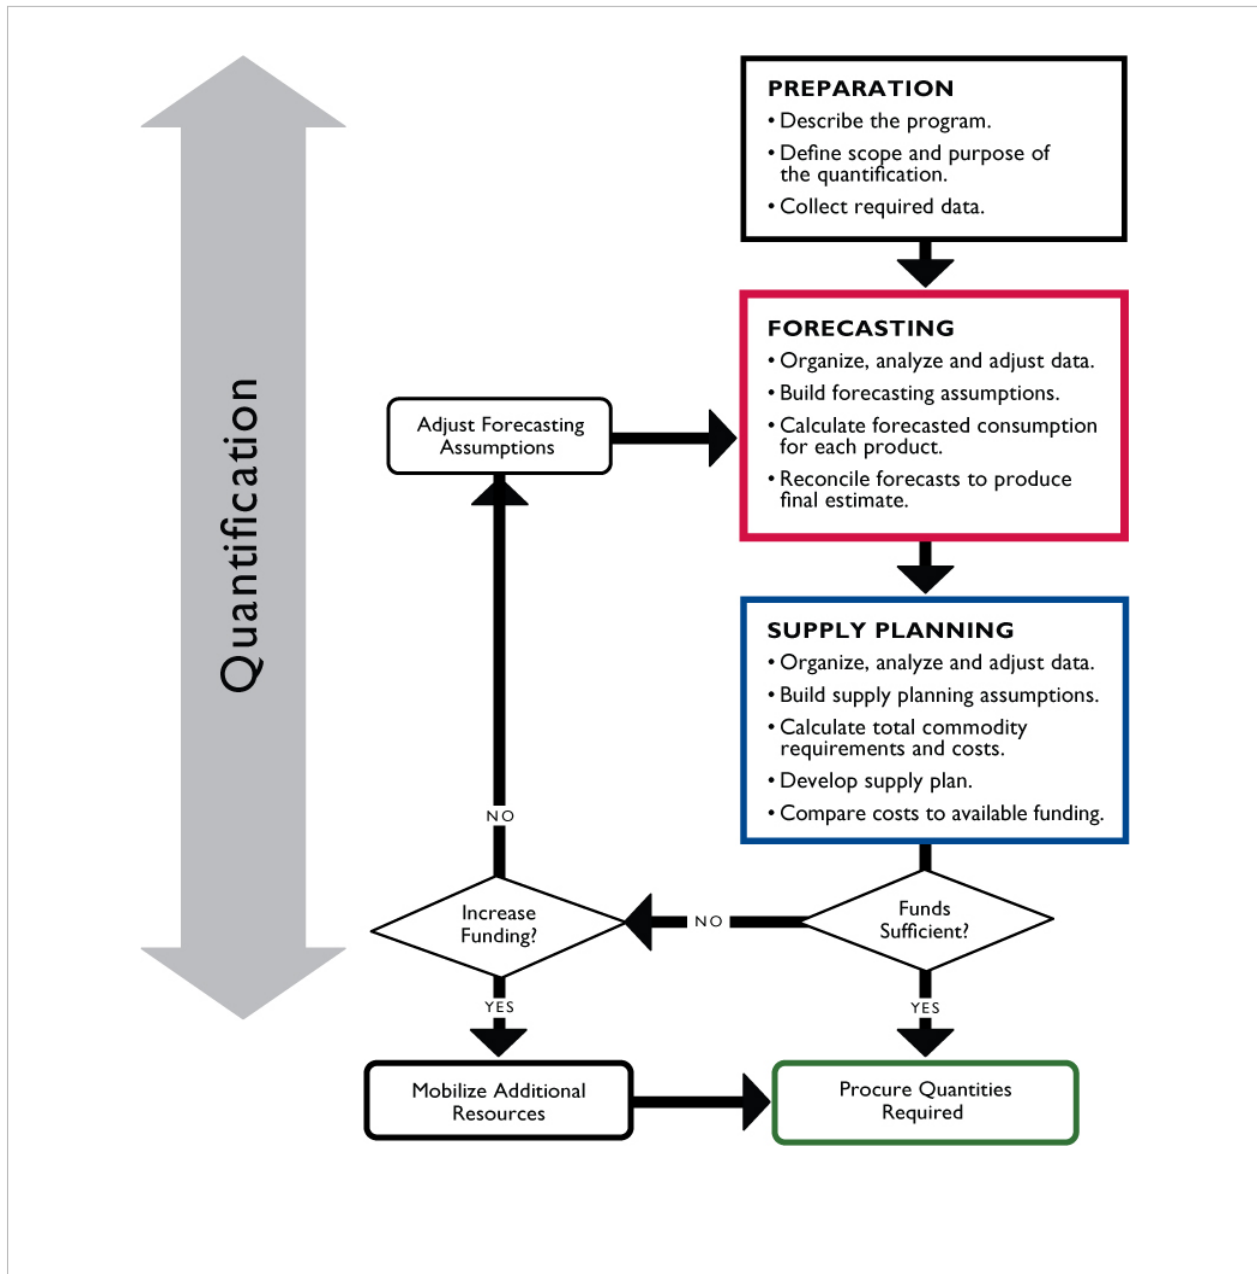 Quantification
PREPARATION
• Describe the program.
• Define scope and purpose of
the quantification.
• Collect required data.
FORECASTING
• Organize, analyze and adjust data.
• Build forecasting assumptions.
• Calculate forecasted consumption
for each product.
• Reconcile forecasts to produce
final estimate.
Adjust Forecasting
Assumptions
SUPPLY PLANNING
• Organize, analyze and adjust data.
• Build supply planning assumptions.
• Calculate total commodity
requirements and costs.
• Develop supply plan.
• Compare costs to available funding.
Funds
Sufficient?
NO
Increase
Funding?
NO
YES
YES
Mobilize Additional
Resources
Procure Quantities
Required